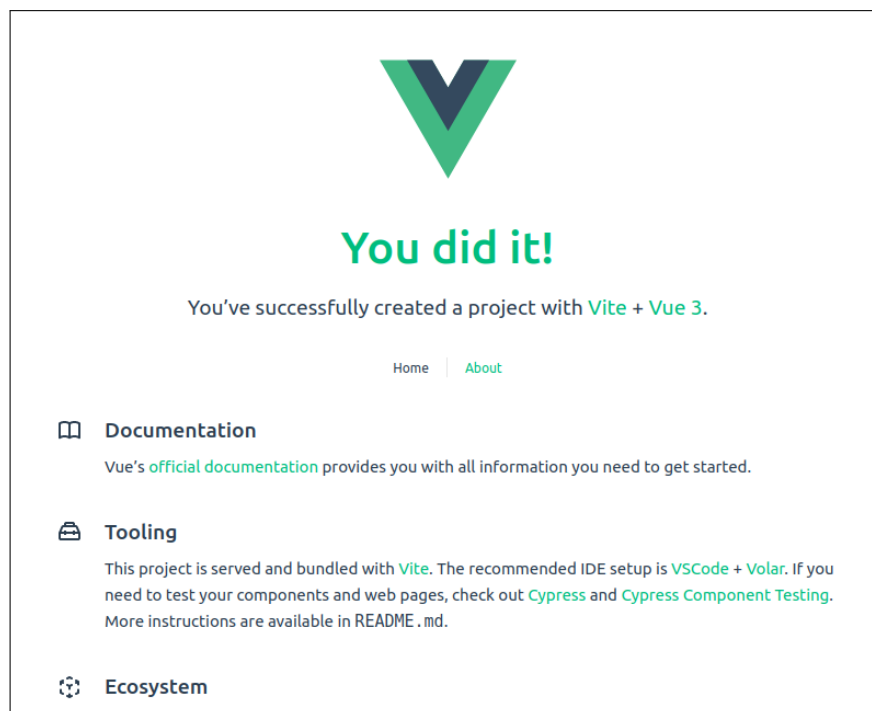 You did it!
You’ve successfully created a project with Vite + Vue 3.
Home
About
Documentation
Vue’s official documentation provides you with all information you need to get started.
Tooling
This project is served and bundled with Vite. The recommended IDE setup is VSCode + Volar. If you
need to test your components and web pages, check out Cypress and Cypress Component Testing.
More instructions are available in README.md.
Ecosystem